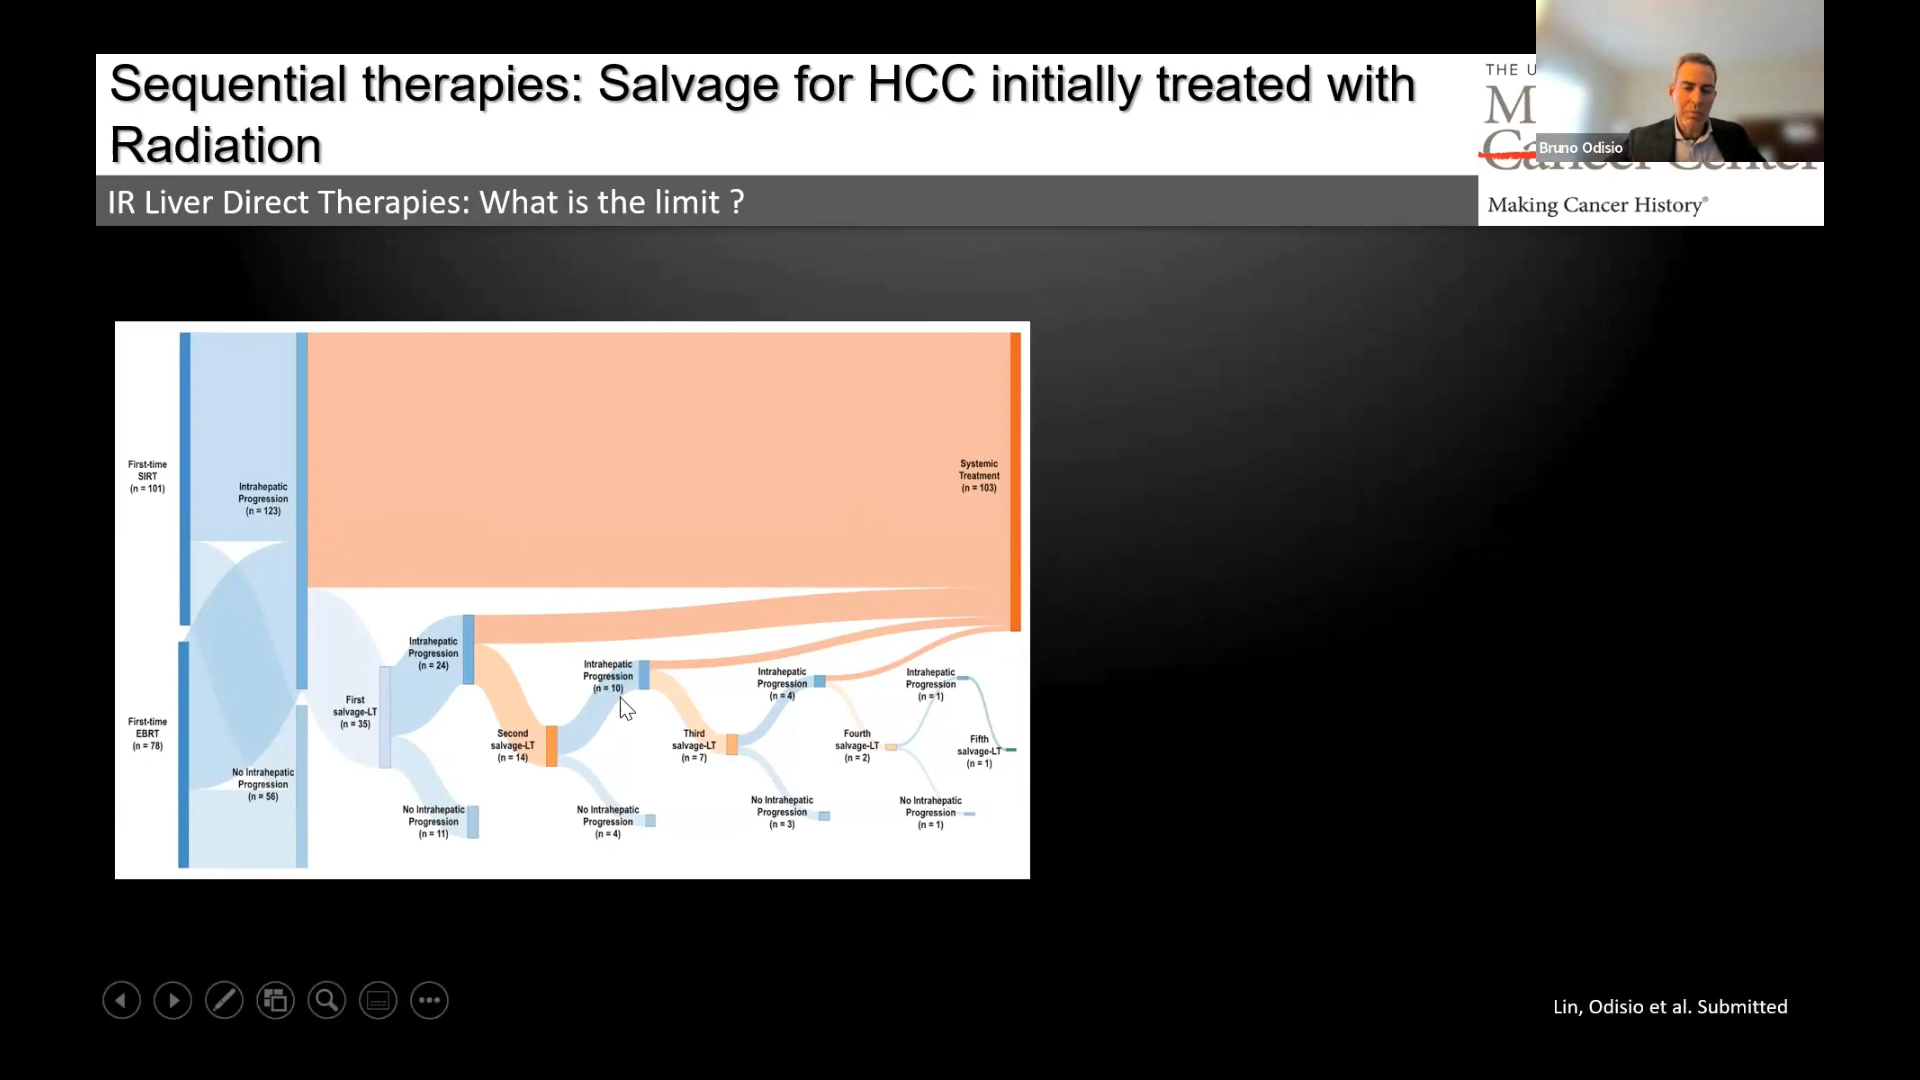 Sequential therapies: Salvage for HCC initially treated with
Radiation
IR Liver Direct Therapies: What is the limit ?
THE U
M
Cancer Center
Making Cancer History®
Bruno Odisio
First-time
SIRT
(n = 101)
Intrahepatic
Progression
(n = 123)
Systemic
Treatment
(n = 103)
First-time
EBRT
(n = 78)
No Intrahepatic
Progression
(n = 56)
First
salvage-LT
(n = 35)
Intrahepatic
Progression
(n = 24)
No Intrahepatic
Progression
(n = 11)
Second
salvage-LT
(n = 14)
Intrahepatic
Progression
(n = 10)
No Intrahepatic
Progression
(n = 4)
Third
salvage-LT
(n = 7)
Intrahepatic
Progression
(n = 4)
No Intrahepatic
Progression
(n = 3)
Fourth
salvage-LT
(n = 2)
Intrahepatic
Progression
(n = 1)
No Intrahepatic
Progression
(n = 1)
Fifth
salvage-LT
(n = 1)
Lin, Odisio et al. Submitted